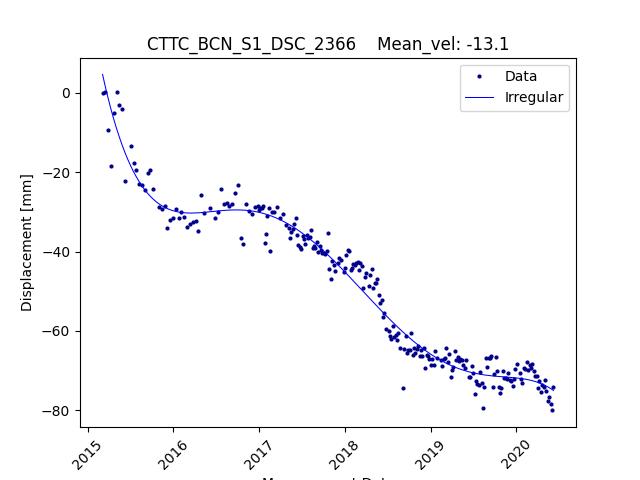 CTTC_BCN_S1_DSC_2366 Mean_vel: -13.1
Data
Irregular
Displacement [mm]
0
−20
−40
−60
−80
2015
2016
2017
2018
2019
2020